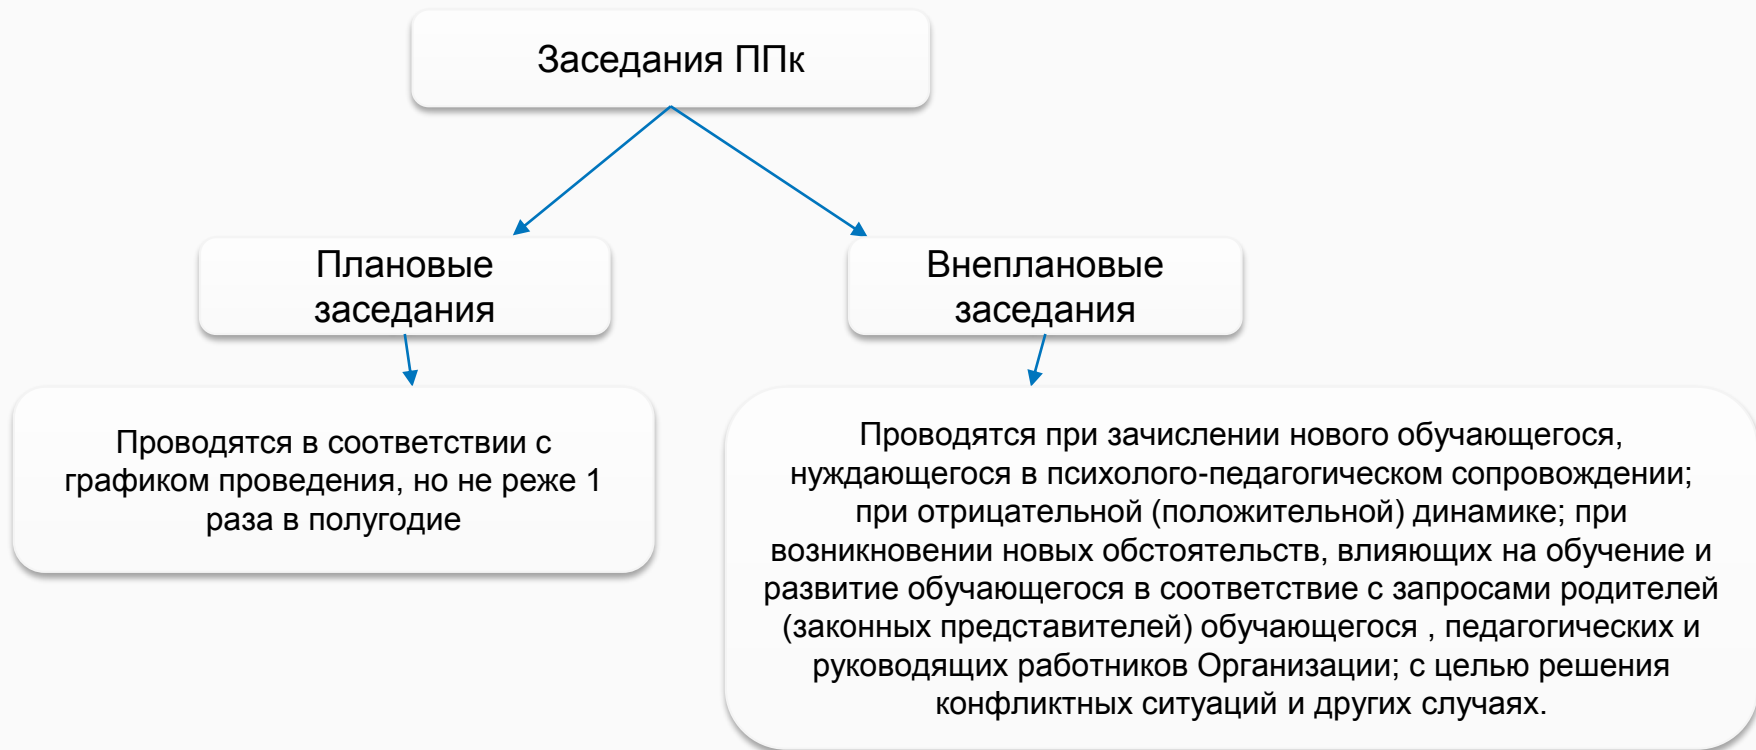 Заседания ППк
Плановые
заседания
Внеплановые
заседания
Проводятся в соответствии с
графиком проведения, но не реже 1
раза в полугодие
Проводятся при зачислении нового обучающегося,
нуждающегося в психолого-педагогическом сопровождении;
при отрицательной (положительной) динамике; при
возникновении новых обстоятельств, влияющих на обучение и
развитие обучающегося в соответствие с запросами родителей
(законных представителей) обучающегося , педагогических и
руководящих работников Организации; с целью решения
конфликтных ситуаций и других случаях.